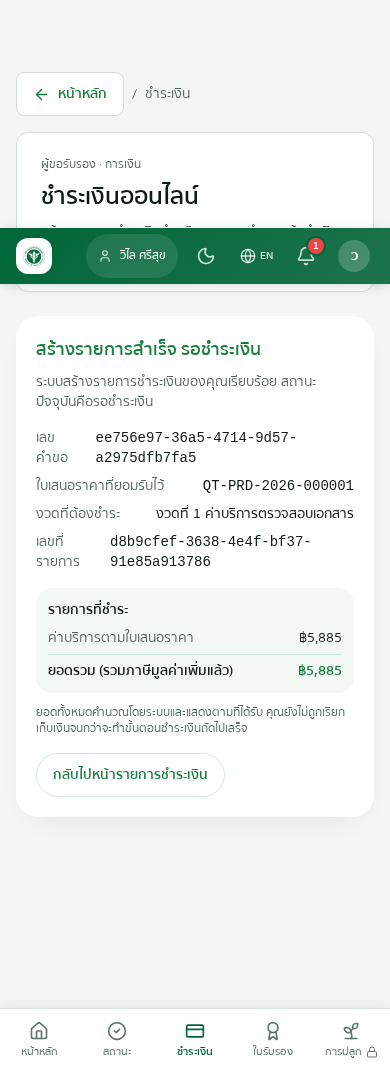 หน้าหลัก / ชำระเงิน
ผู้ขอรับรอง · การเงิน
ชำระเงินออนไลน์
วิไล ศรีสุข
EN
1
ว
สร้างรายการสำเร็จ รอชำระเงิน
ระบบสร้างรายการชำระเงินของคุณเรียบร้อย สถานะ
ปัจจุบันคือรอชำระเงิน
เลข ee756e97-36a5-4714-9d57-
คำขอ a2975dfb7fa5
ใบเสนอราคาที่ยอมรับไว้ QT-PRD-2026-000001
งวดที่ต้องชำระ งวดที่ 1 ค่าบริการตรวจสอบเอกสาร
เลขที่ d8b9cfef-3638-4e4f-bf37-
รายการ 91e85a913786
รายการที่ชำระ
ค่าบริการตามใบเสนอราคา ฿5,885
ยอดรวม (รวมภาษีมูลค่าเพิ่มแล้ว) ฿5,885
ยอดทั้งหมดคำนวณโดยระบบและแสดงตามที่ได้รับ คุณยังไม่ถูกเรียก
เก็บเงินจนกว่าจะทำขั้นตอนชำระเงินถัดไปสำเร็จ
กลับไปหน้ารายการชำระเงิน
หน้าหลัก สถานะ ชำระเงิน ใบรับรอง การปลูก